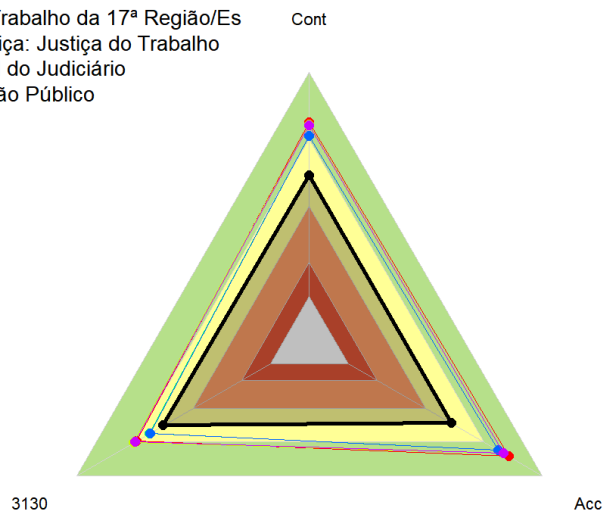 Trabalho da 17ª Região/Es
Cont
iça: Justiça do Trabalho
do Judiciário
ão Público
3130
Acc